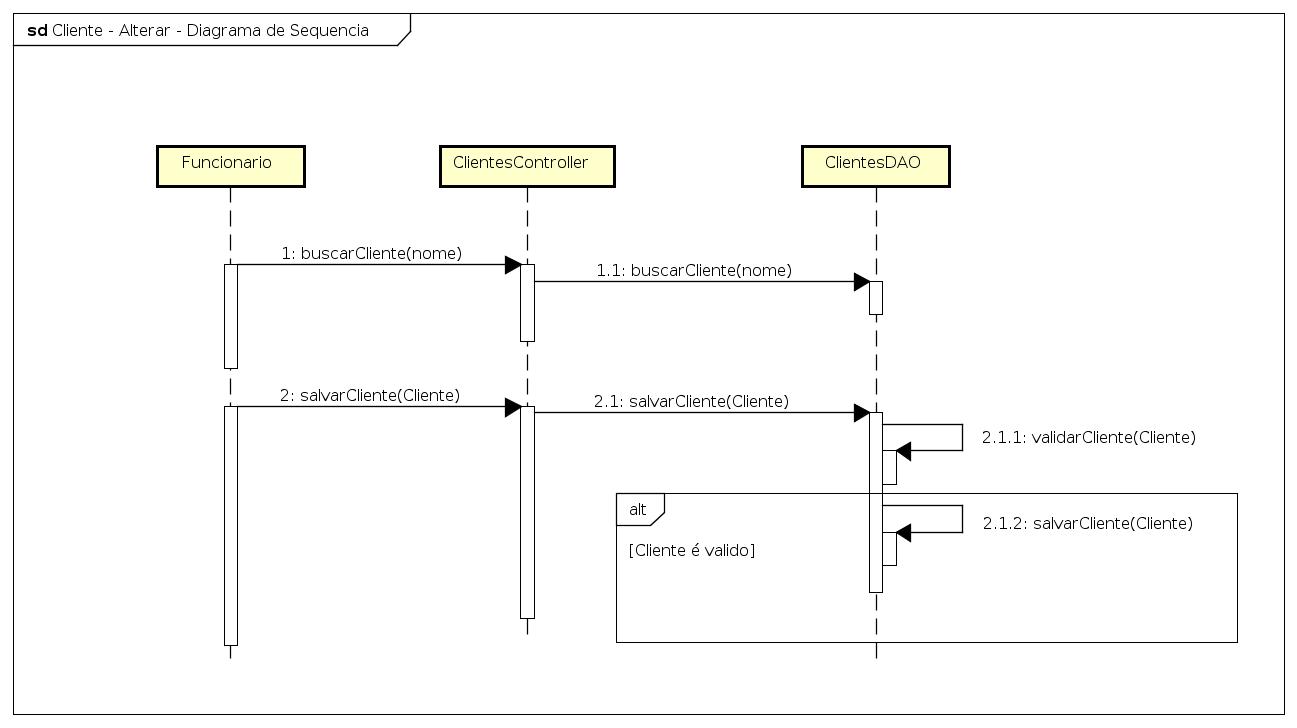 sd Cliente - Alterar - Diagrama de Sequencia
Funcionario
ClientesController
ClientesDAO
1: buscarCliente(nome)
1.1: buscarCliente(nome)
2: salvarCliente(Cliente)
2.1: salvarCliente(Cliente)
2.1.1: validarCliente(Cliente)
alt
2.1.2: salvarCliente(Cliente)
[Cliente é valido]